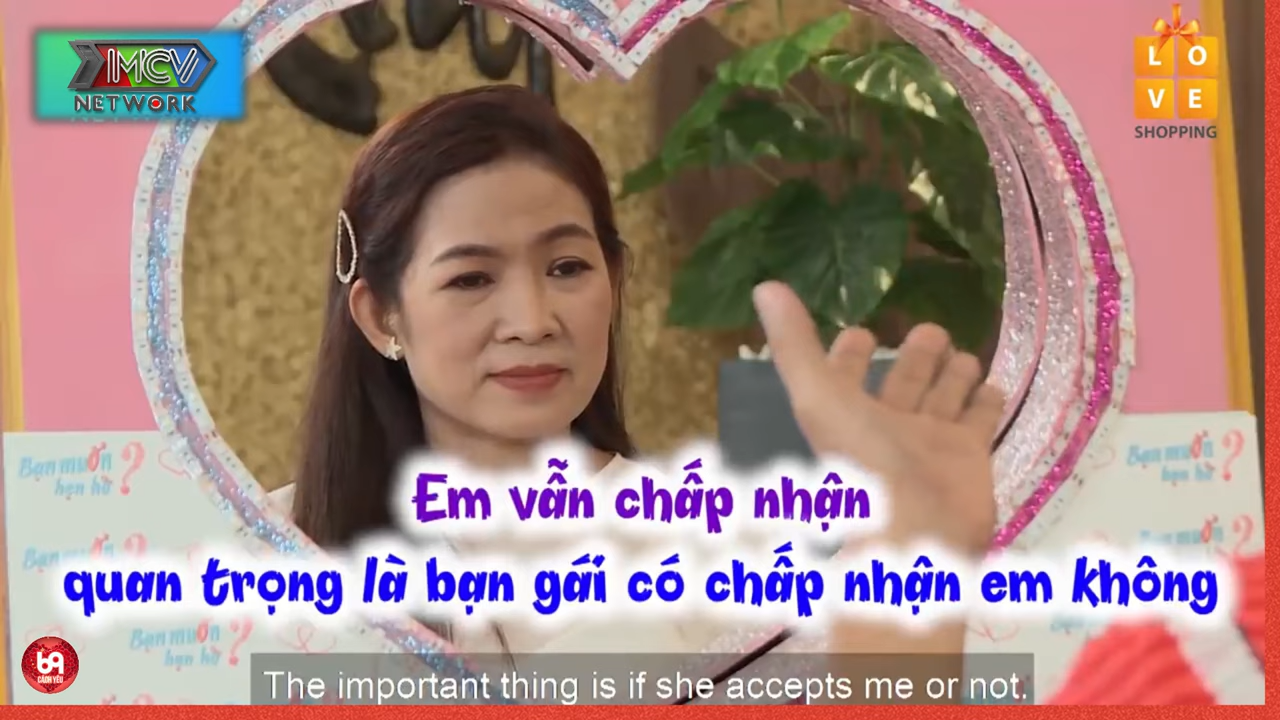 MCV
NETWORK
L O
V E
SHOPPING
Bạn muốn
hẹn hò ?
Bạn muốn
hẹn hò ?
Em vẫn chấp nhận
quan trọng là bạn gái có chấp nhận em không
Bạn muốn
hẹn hò ?
CÁCH YÊU
The important thing is if she accepts me or not.